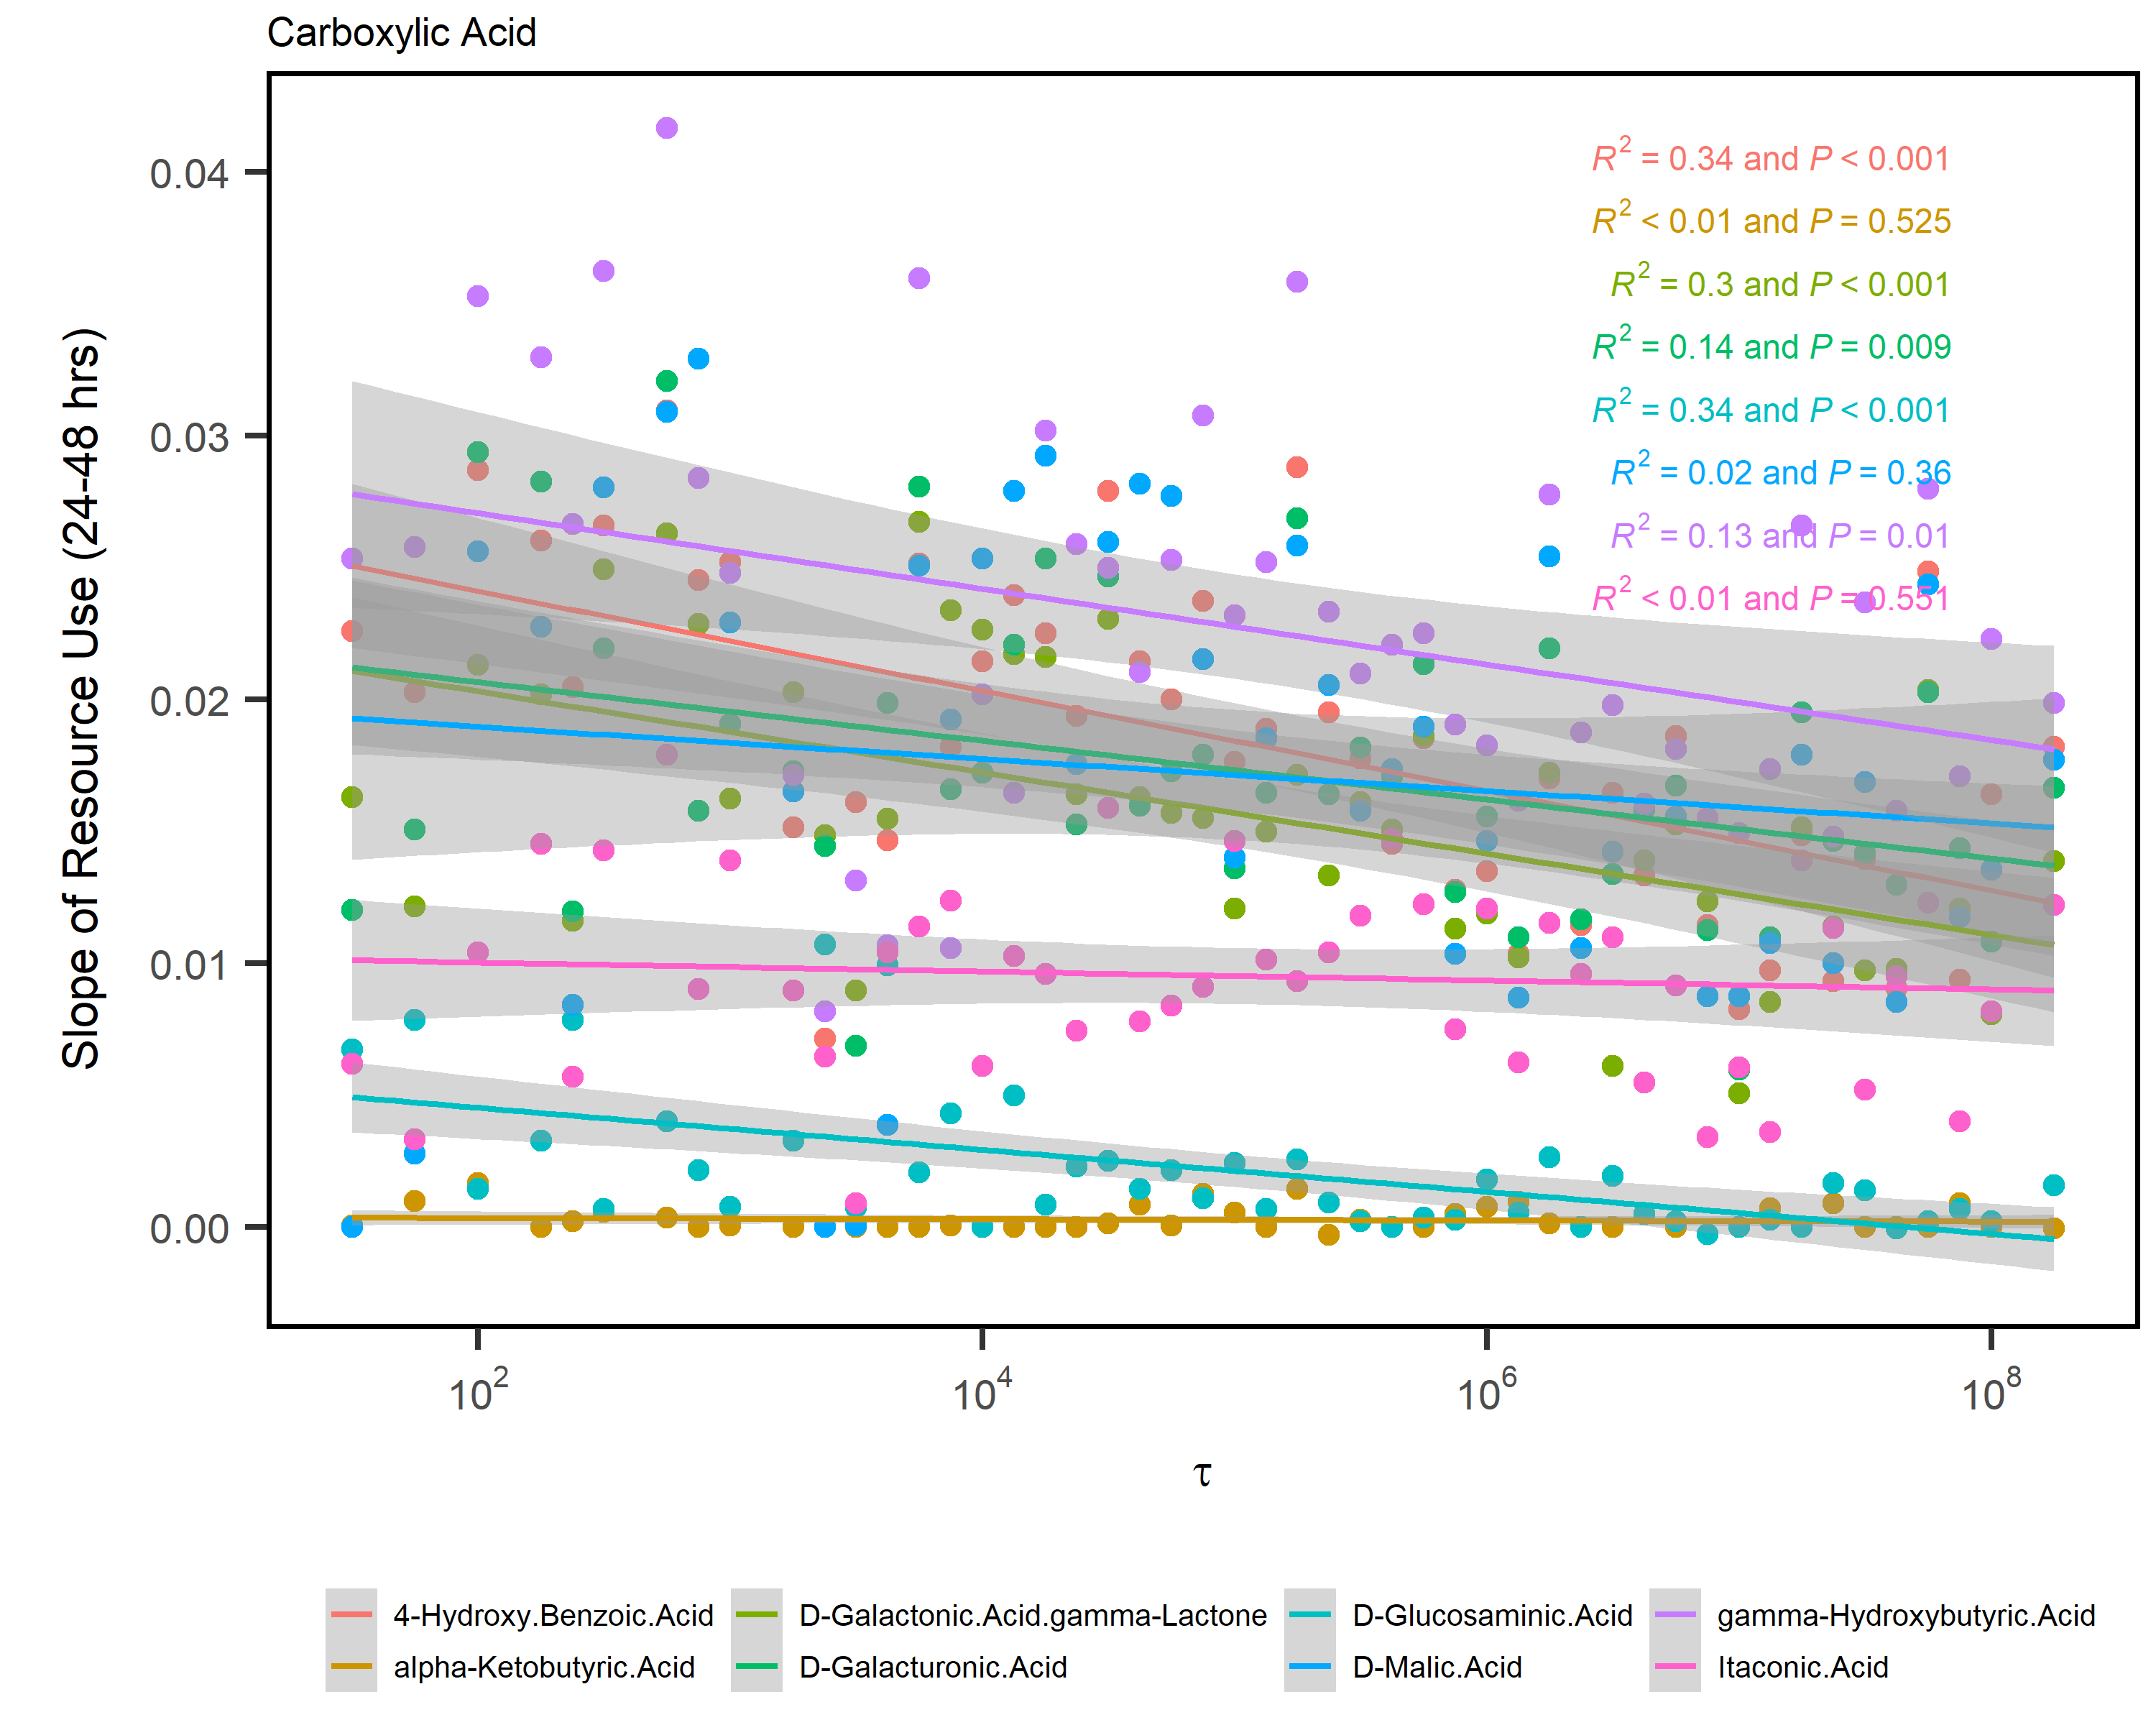 Carboxylic Acid
Slope of Resource Use (24-48 hrs)
0.04
0.03
0.02
0.01
0.00
R² = 0.34 and P < 0.001
R² < 0.01 and P = 0.525
R² = 0.3 and P < 0.001
R² = 0.14 and P = 0.009
R² = 0.34 and P < 0.001
R² = 0.02 and P = 0.36
R² = 0.13 and P = 0.01
R² < 0.01 and P = 0.551
10² 10⁴ 10⁶ 10⁸
τ
4-Hydroxy.Benzoic.Acid D-Galactonic.Acid.gamma-Lactone D-Glucosaminic.Acid gamma-Hydroxybutyric.Acid
alpha-Ketobutyric.Acid D-Galacturonic.Acid D-Malic.Acid Itaconic.Acid